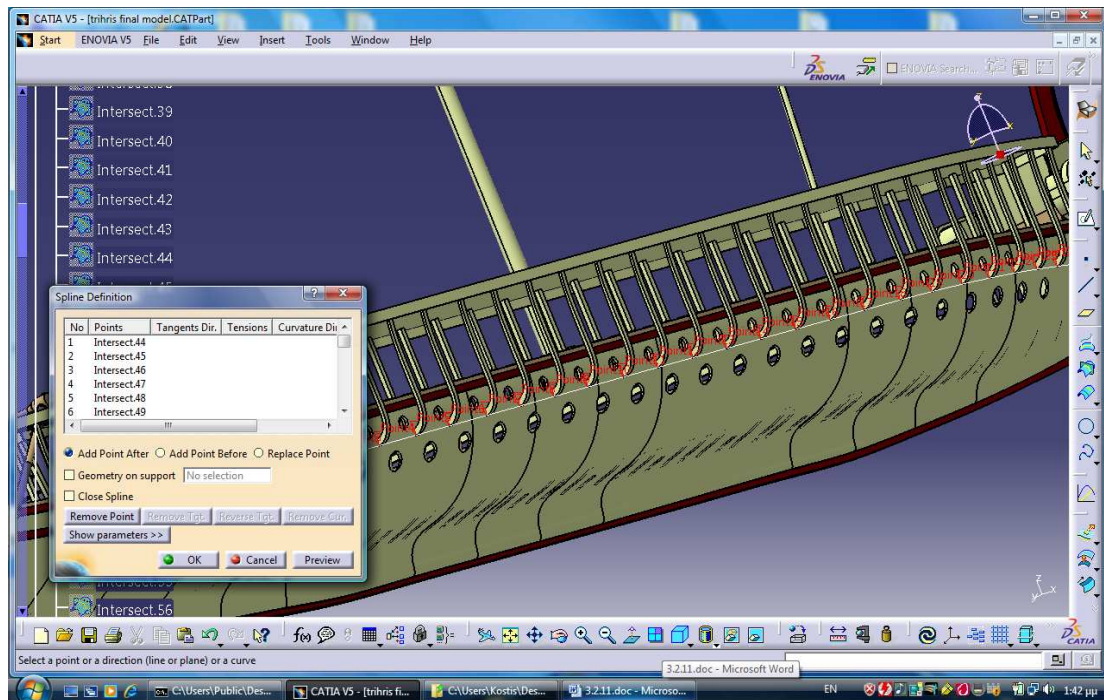 CATIA V5 - [trihris final model.CATPart]
Start ENOVIA V5 File Edit View Insert Tools Window Help
DS ENOVIA ENOVIA Search...
Intersect.39
Intersect.40
Intersect.41
Intersect.42
Intersect.43
Intersect.44
Spline Definition
No Points Tangents Dir. Tensions Curvature Dir
1 Intersect.44
2 Intersect.45
3 Intersect.46
4 Intersect.47
5 Intersect.48
6 Intersect.49
Add Point After Add Point Before Replace Point
Geometry on support No selection
Close Spline
Remove Point Remove Tgt. Reverse Tgt. Remove Cur.
Show parameters >>
OK Cancel Preview
Intersect.56
z
y x
f(x)
DS CATIA
Select a point or a direction (line or plane) or a curve
3.2.11.doc - Microsoft Word
C:\Users\Public\Des... CATIA V5 - [trihris fi... C:\Users\Kostis\Des... 3.2.11.doc - Microso... EN 1:42 μμ